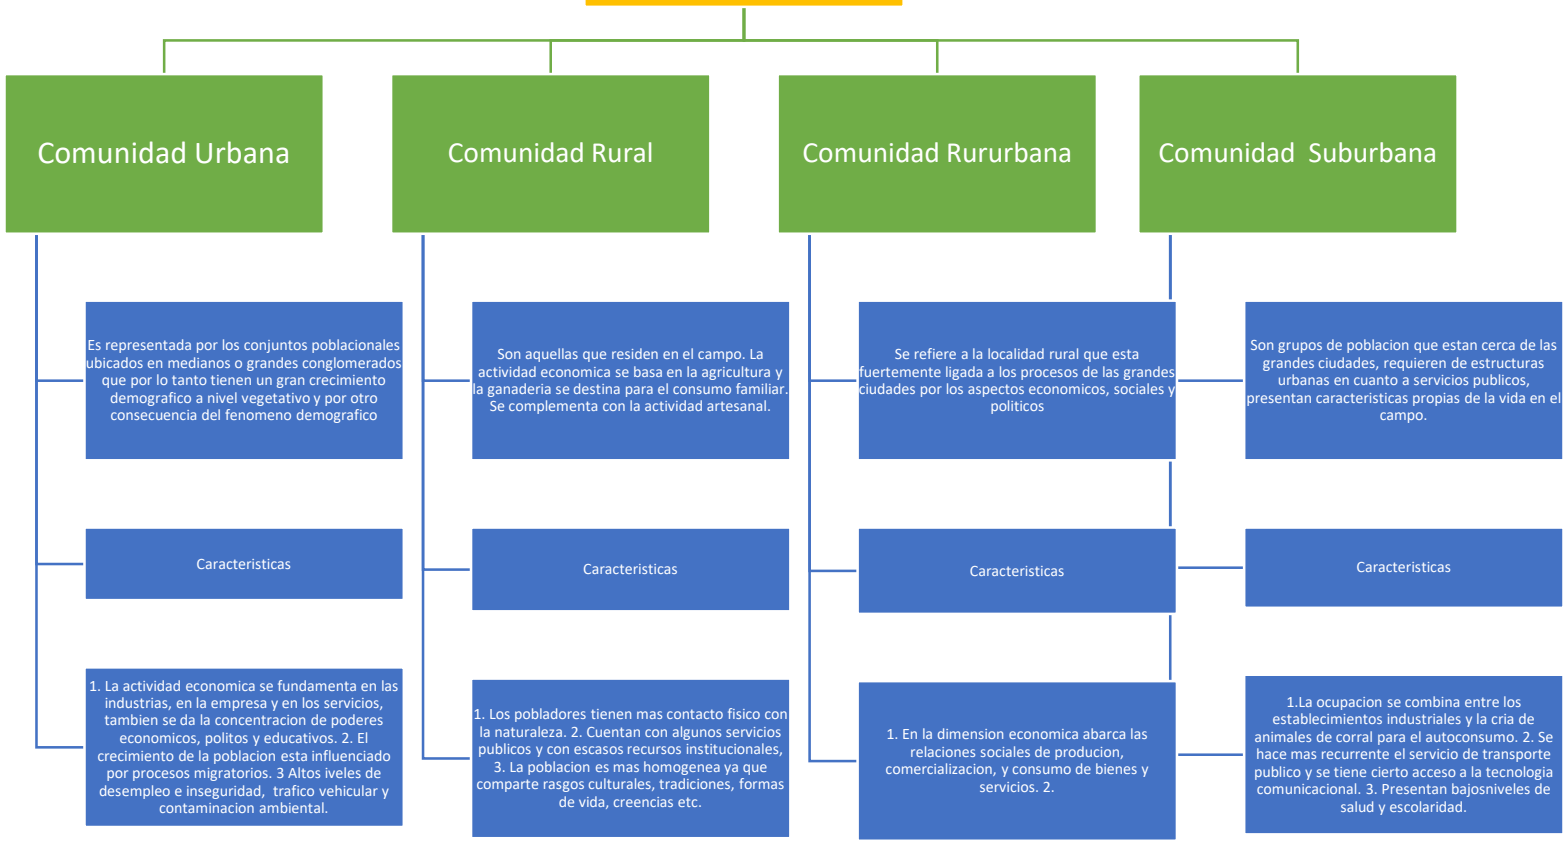 Comunidad Urbana
Comunidad Rural
Comunidad Rururbana
Comunidad  Suburbana
Es representada por los conjuntos poblacionales
ubicados en medianos o grandes conglomerados
que por lo tanto tienen un gran crecimiento
demografico a nivel vegetativo y por otro
consecuencia del fenomeno demografico
Son aquellas que residen en el campo. La
actividad economica se basa en la agricultura y
la ganaderia se destina para el consumo familiar.
Se complementa con la actividad artesanal.
Se refiere a la localidad rural que esta
fuertemente ligada a los procesos de las grandes
ciudades por los aspectos economicos, sociales y
politicos
Son grupos de poblacion que estan cerca de las
grandes ciudades, requieren de estructuras
urbanas en cuanto a servicios publicos,
presentan caracteristicas propias de la vida en el
campo.
Caracteristicas
Caracteristicas
Caracteristicas
Caracteristicas
1. La actividad economica se fundamenta en las
industrias, en la empresa y en los servicios,
tambien se da la concentracion de poderes
economicos, politos y educativos. 2. El
crecimiento de la poblacion esta influenciado
por procesos migratorios. 3 Altos iveles de
desempleo e inseguridad,  trafico vehicular y
contaminacion ambiental.
1. Los pobladores tienen mas contacto fisico con
la naturaleza. 2. Cuentan con algunos servicios
publicos y con escasos recursos institucionales,
3. La poblacion es mas homogenea ya que
comparte rasgos culturales, tradiciones, formas
de vida, creencias etc.
1. En la dimension economica abarca las
relaciones sociales de producion,
comercializacion, y consumo de bienes y
servicios. 2.
1.La ocupacion se combina entre los
establecimientos industriales y la cria de
animales de corral para el autoconsumo. 2. Se
hace mas recurrente el servicio de transporte
publico y se tiene cierto acceso a la tecnologia
comunicacional. 3. Presentan bajosniveles de
salud y escolaridad.